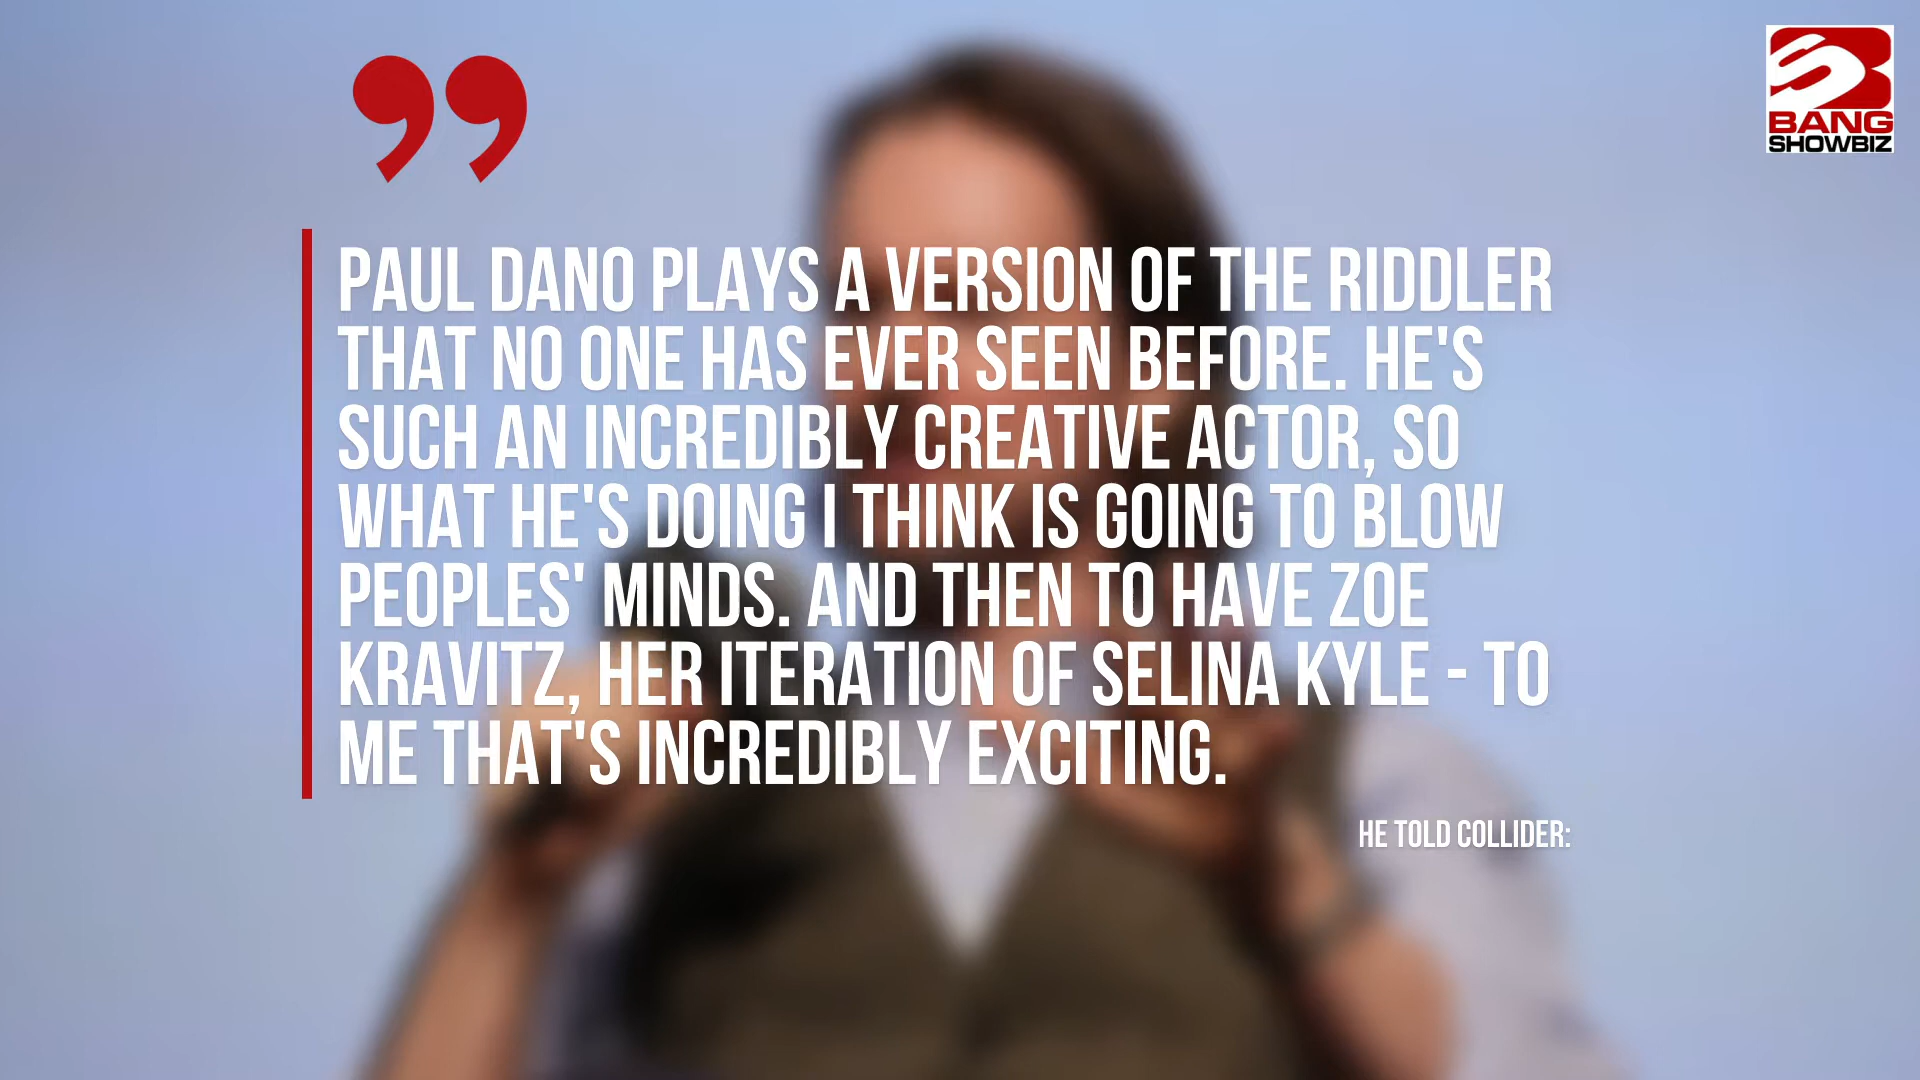 BANG
SHOWBIZ
PAUL DANO PLAYS A VERSION OF THE RIDDLER
THAT NO ONE HAS EVER SEEN BEFORE. HE'S
SUCH AN INCREDIBLY CREATIVE ACTOR, SO
WHAT HE'S DOING I THINK IS GOING TO BLOW
PEOPLES' MINDS. AND THEN TO HAVE ZOE
KRAVITZ, HER ITERATION OF SELINA KYLE - TO
ME THAT'S INCREDIBLY EXCITING.
HE TOLD COLLIDER: